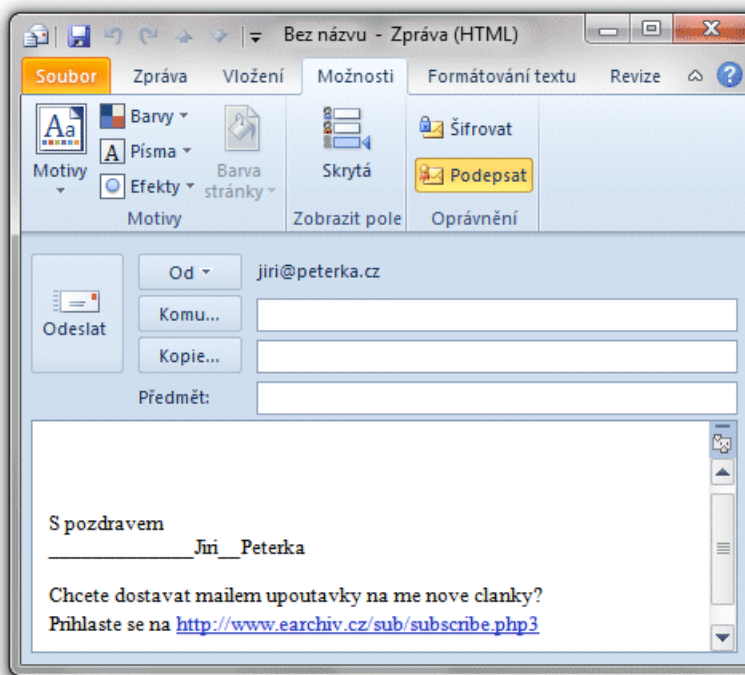 Bez názvu - Zpráva (HTML)
Soubor Zpráva Vložení Možnosti Formátování textu Revize
Aa Motivy
Barvy
A Písma
Efekty
Barva
stránky
Motivy
Skrytá
Zobrazit pole
Šifrovat
Podepsat
Oprávnění
Odeslat
Od jiri@peterka.cz
Komu...
Kopie...
Předmět:
S pozdravem
_____________Jiri__Peterka
Chcete dostavat mailem upoutavky na me nove clanky?
Prihlaste se na http://www.earchiv.cz/sub/subscribe.php3